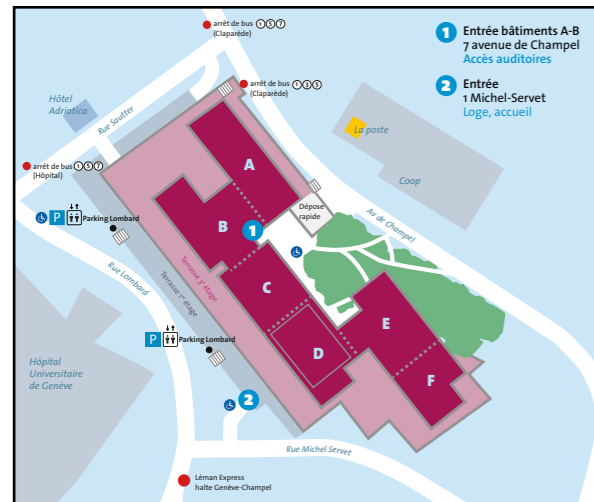 arrêt de bus 1 5 7
(Claparède)
1 Entrée bâtiments A-B
7 avenue de Champel
Accès auditoires
2 Entrée
1 Michel-Servet
Loge, accueil
arrêt de bus 1 3 5
(Claparède)
Hôtel
Adriatica
Rue Sautter
La poste
Coop
arrêt de bus 1 5 7
(Hôpital)
A
Dépose
rapide
P Parking Lombard
B
1
Av de Champel
Terrasse 3e étage
Terrasse 1er étage
Rue Lombard
C
E
P Parking Lombard
D
F
Hôpital
Universitaire
de Genève
2
Rue Michel Servet
Léman Express
halte Genève-Champel